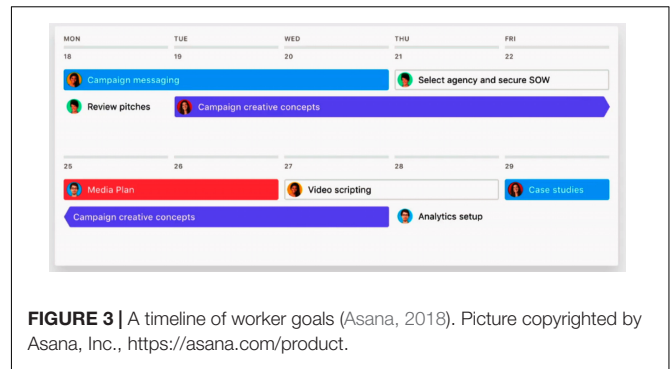 MON TUE WED THU FRI
18 19 20 21 22
Campaign messaging Select agency and secure SOW
Review pitches Campaign creative concepts
25 26 27 28 29
Media Plan Video scripting Case studies
Campaign creative concepts Analytics setup
FIGURE 3 | A timeline of worker goals (Asana, 2018). Picture copyrighted by
Asana, Inc., https://asana.com/product.